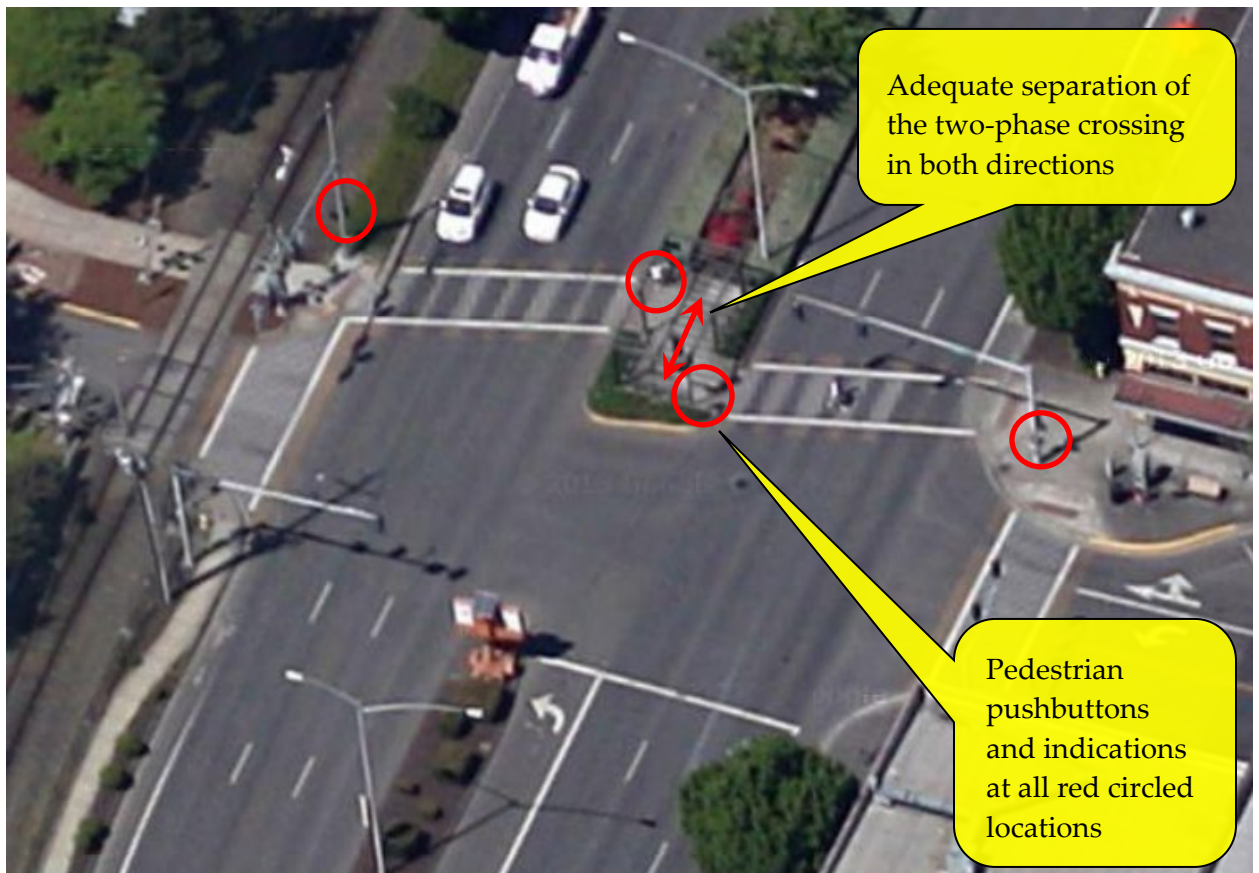 Adequate separation of
the two-phase crossing
in both directions
Pedestrian
pushbuttons
and indications
at all red circled
locations